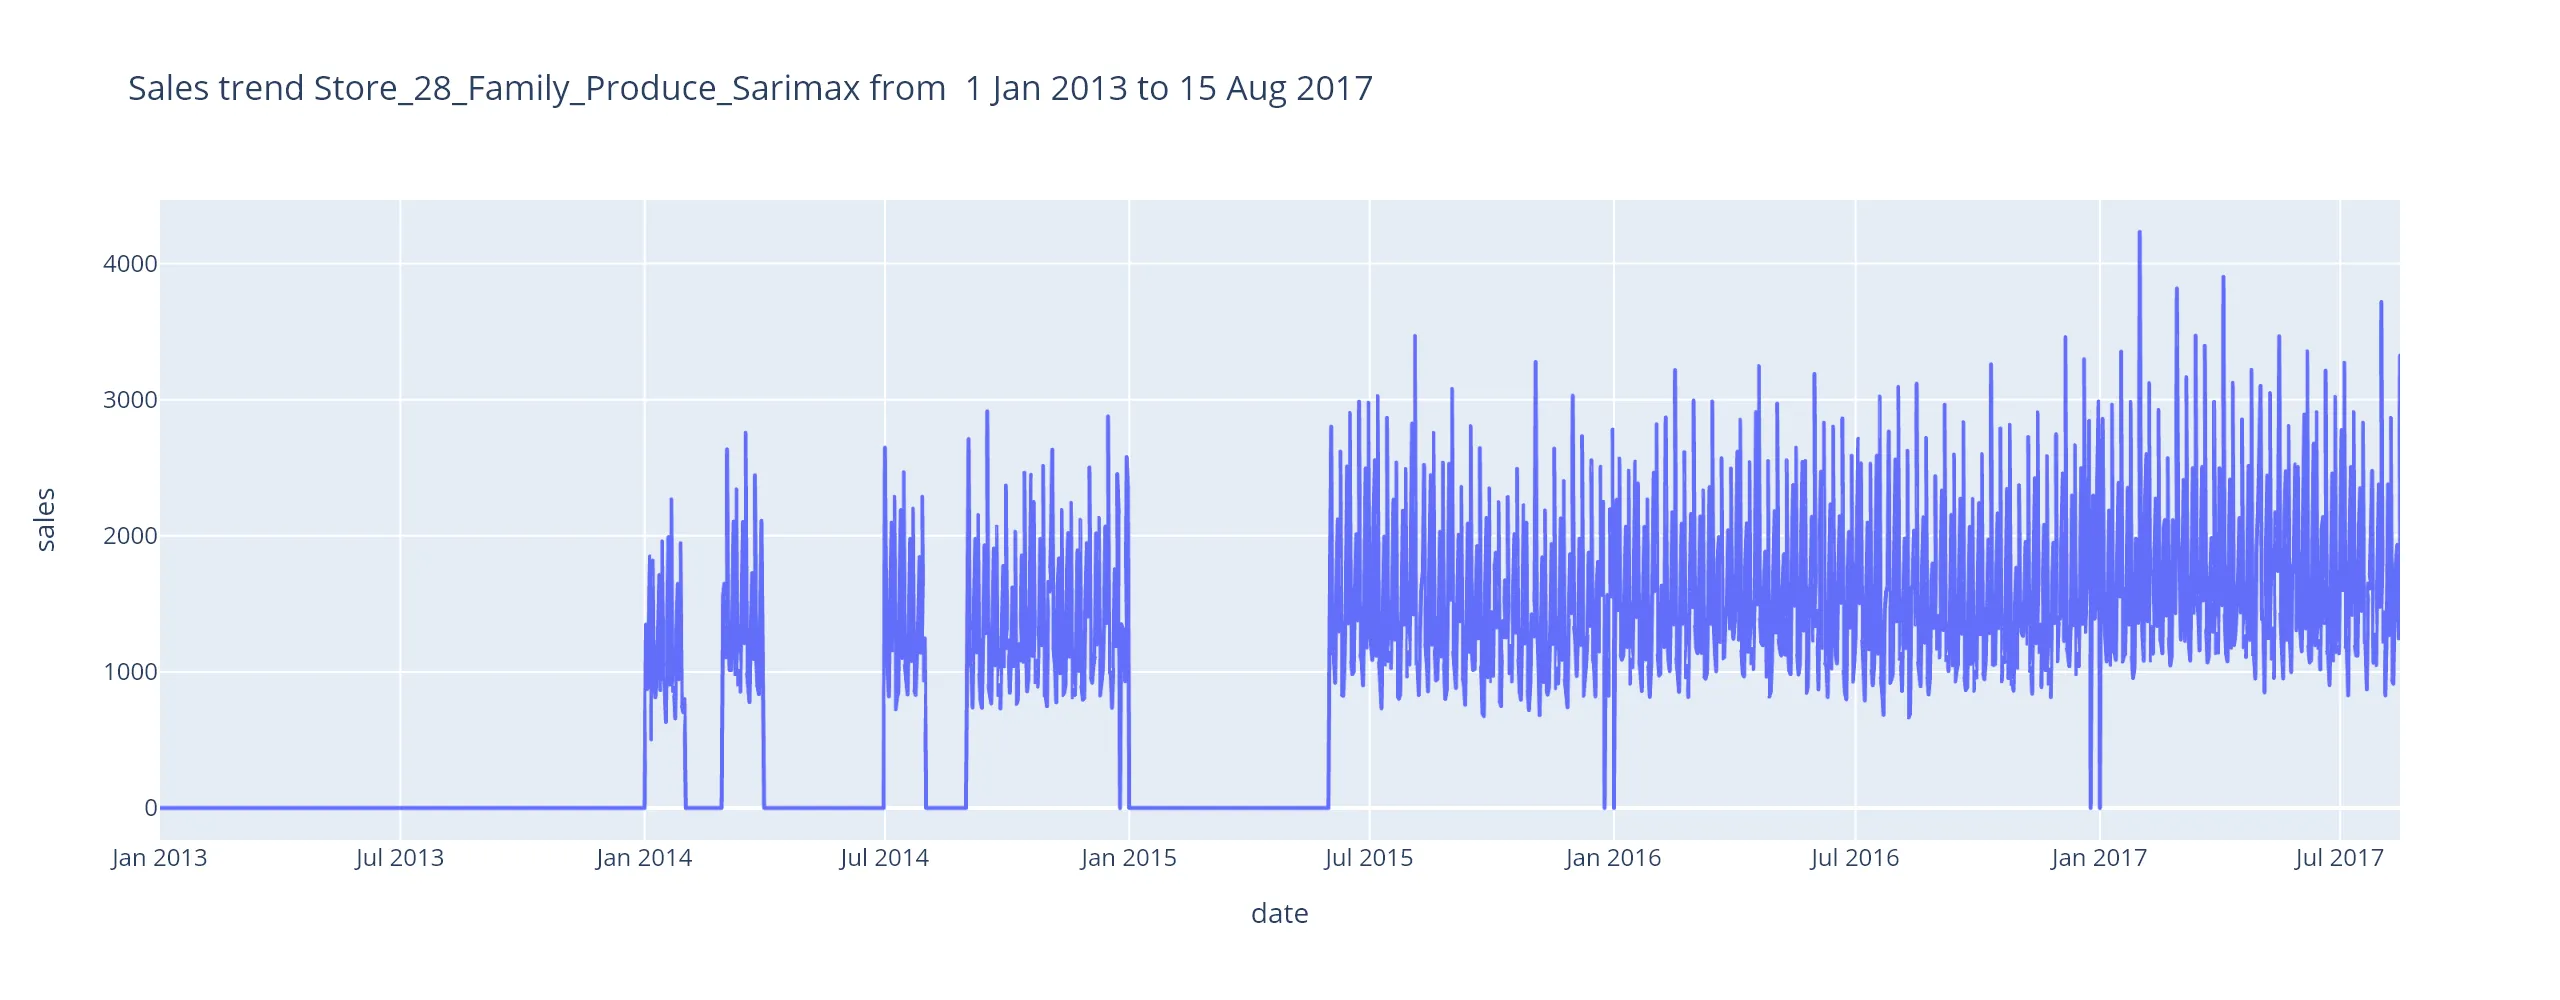 Sales trend Store_28_Family_Produce_Sarimax from  1 Jan 2013 to 15 Aug 2017
4000
3000
2000
1000
0
sales
Jan 2013 Jul 2013 Jan 2014 Jul 2014 Jan 2015 Jul 2015 Jan 2016 Jul 2016 Jan 2017 Jul 2017
date